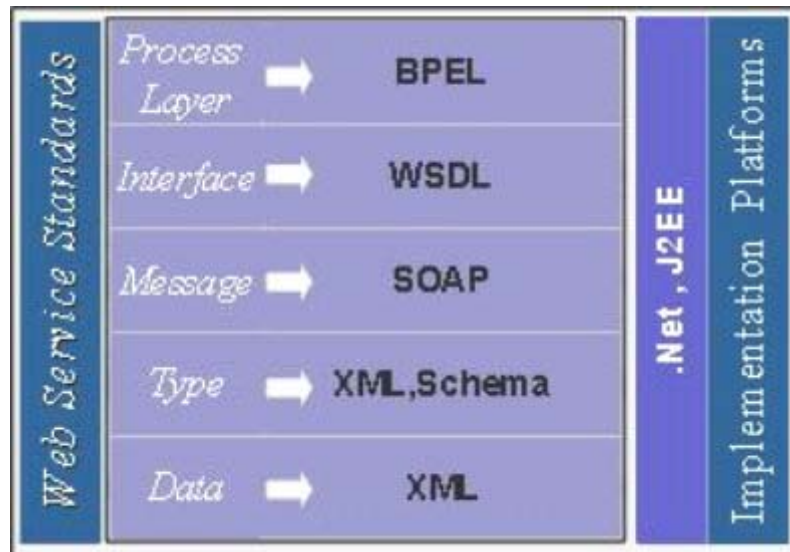 Web Service Standards
Process
Layer
BPEL
Interface
WSDL
Message
SOAP
Type
XML,Schema
Data
XML
.Net , J2EE
Implementation Platforms